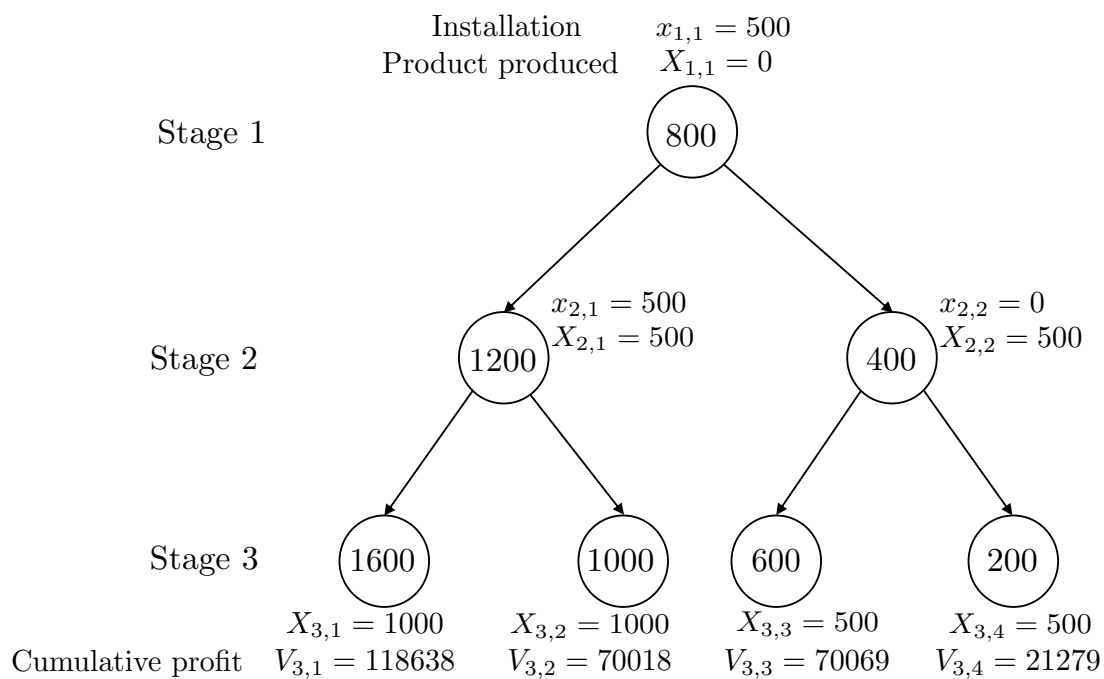 Installation x_{1,1} = 500
Product produced X_{1,1} = 0
Stage 1 800
x_{2,1} = 500 x_{2,2} = 0
X_{2,1} = 500 X_{2,2} = 500
Stage 2 1200 400
Stage 3 1600 1000 600 200
X_{3,1} = 1000 X_{3,2} = 1000 X_{3,3} = 500 X_{3,4} = 500
Cumulative profit V_{3,1} = 118638 V_{3,2} = 70018 V_{3,3} = 70069 V_{3,4} = 21279